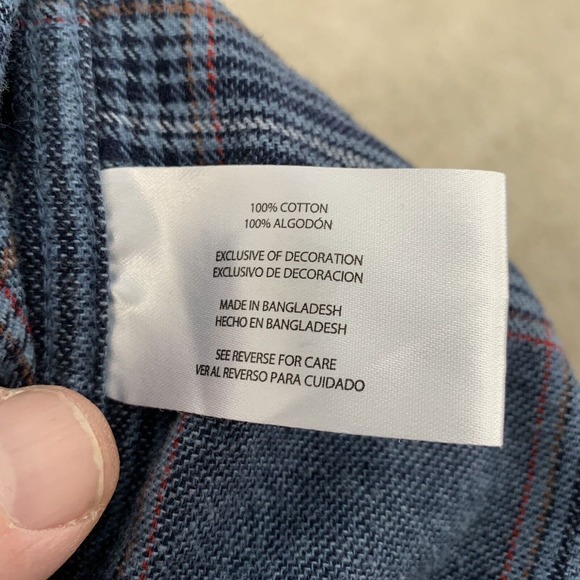 100% COTTON
100% ALGODÓN
EXCLUSIVE OF DECORATION
EXCLUSIVO DE DECORACION
MADE IN BANGLADESH
HECHO EN BANGLADESH
SEE REVERSE FOR CARE
VER AL REVERSO PARA CUIDADO